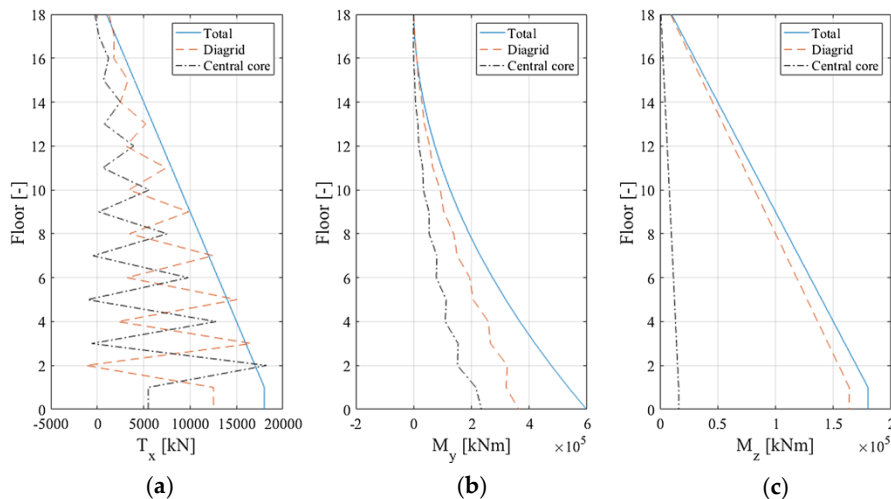 Total
Diagrid
Central core
18
16
14
12
10
8
6
4
2
0
Floor [-]
-5000 0 5000 10000 15000 20000
T_x [kN]
(a)
Total
Diagrid
Central core
18
16
14
12
10
8
6
4
2
0
Floor [-]
-2 0 2 4 6
×10^5
M_y [kNm]
(b)
Total
Diagrid
Central core
18
16
14
12
10
8
6
4
2
0
Floor [-]
0 0.5 1 1.5 2
×10^5
M_z [kNm]
(c)